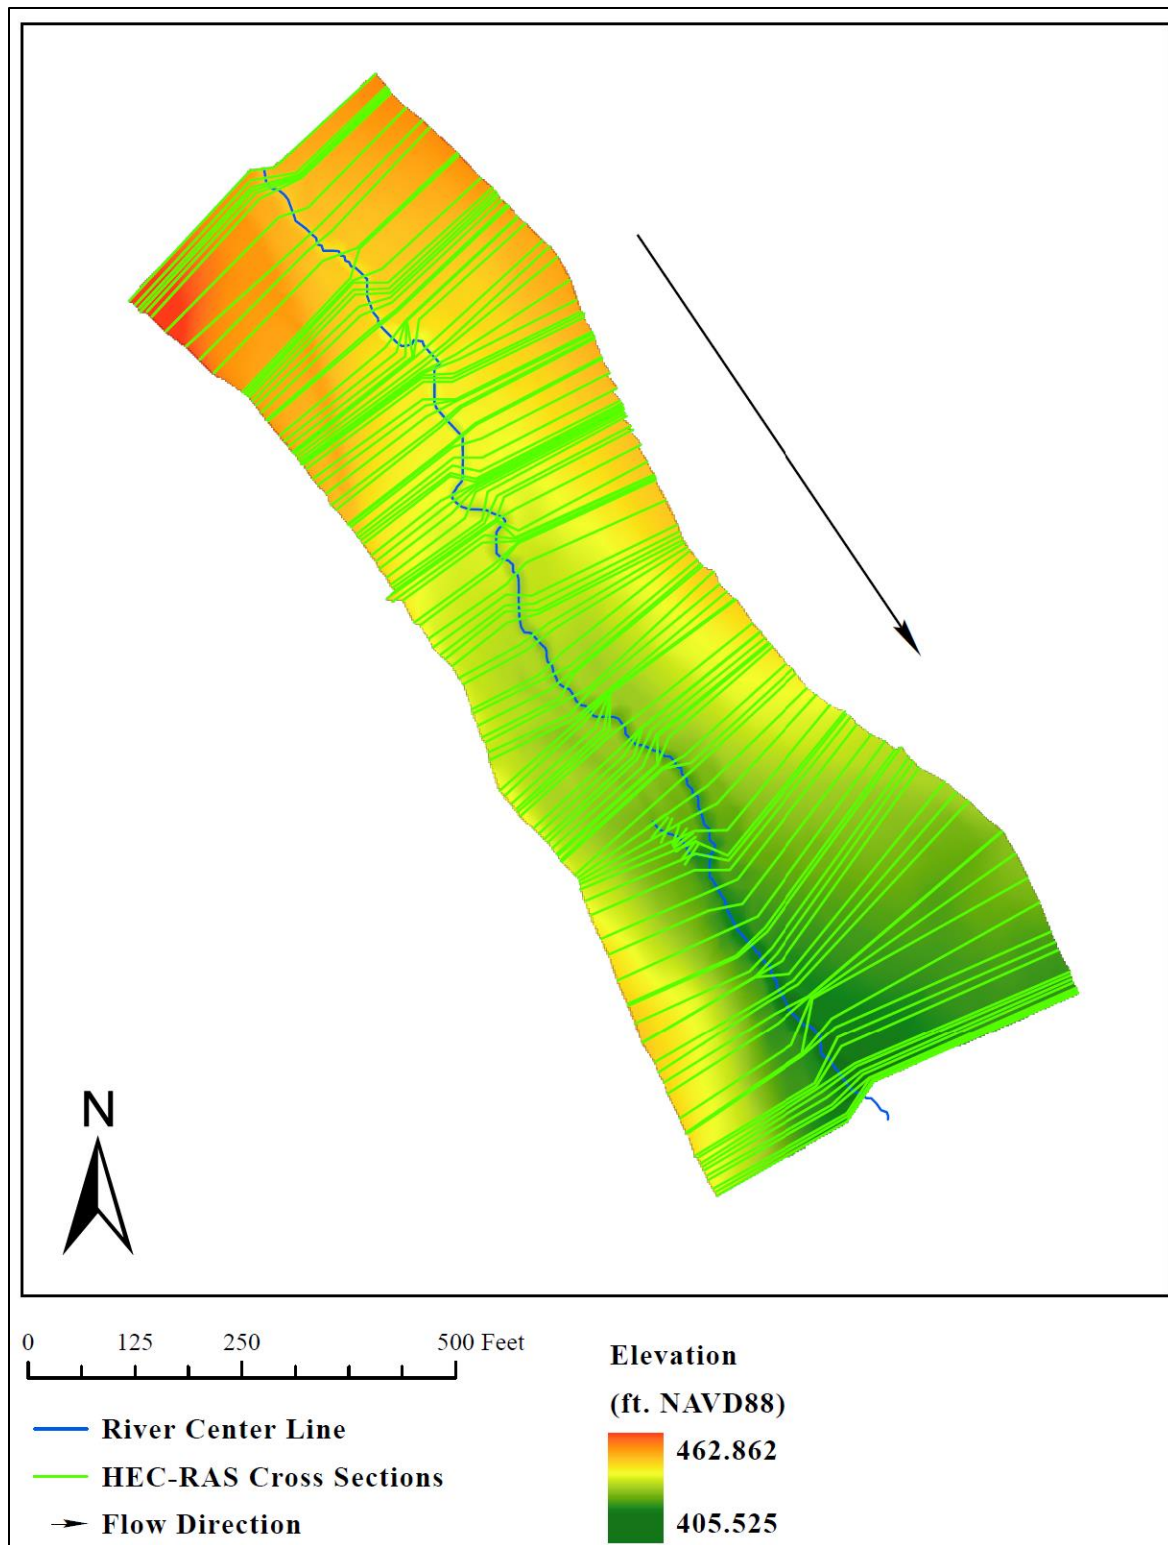 N
0 125 250 500 Feet
River Center Line
HEC-RAS Cross Sections
Flow Direction
Elevation
(ft. NAVD88)
462.862
405.525